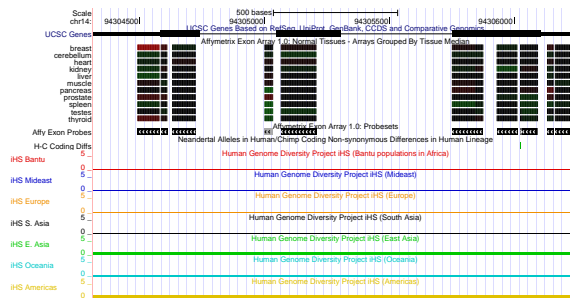 Scale 500 bases
chr14: 94304500 94305000 94305500 94306000
UCSC Genes Based on RefSeq, UniProt, GenBank, CCDS and Comparative Genomics
UCSC Genes
Affymetrix Exon Array 1.0: Normal Tissues - Arrays Grouped By Tissue Median
breast
cerebellum
heart
kidney
liver
muscle
pancreas
prostate
spleen
testes
thyroid
Affymetrix Exon Array 1.0: Probesets
Affy Exon Probes
Neandertal Alleles in Human/Chimp Coding Non-synonymous Differences in Human Lineage
H-C Coding Diffs
Human Genome Diversity Project iHS (Bantu populations in Africa)
iHS Bantu 5
0
Human Genome Diversity Project iHS (Mideast)
iHS Mideast 5
0
Human Genome Diversity Project iHS (Europe)
iHS Europe 5
0
Human Genome Diversity Project iHS (South Asia)
iHS S. Asia 5
0
Human Genome Diversity Project iHS (East Asia)
iHS E. Asia 5
0
Human Genome Diversity Project iHS (Oceania)
iHS Oceania 5
0
Human Genome Diversity Project iHS (Americas)
iHS Americas 5
0